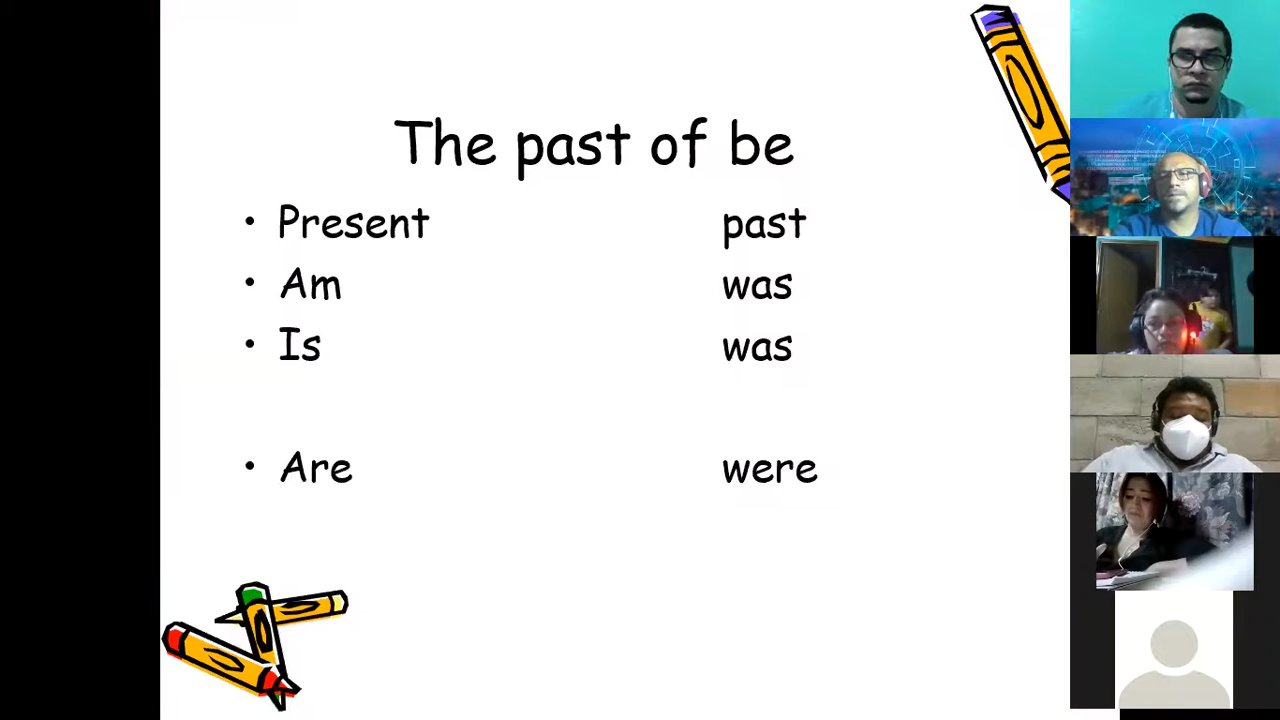 The past of be
• Present past
• Am was
• Is was
• Are were